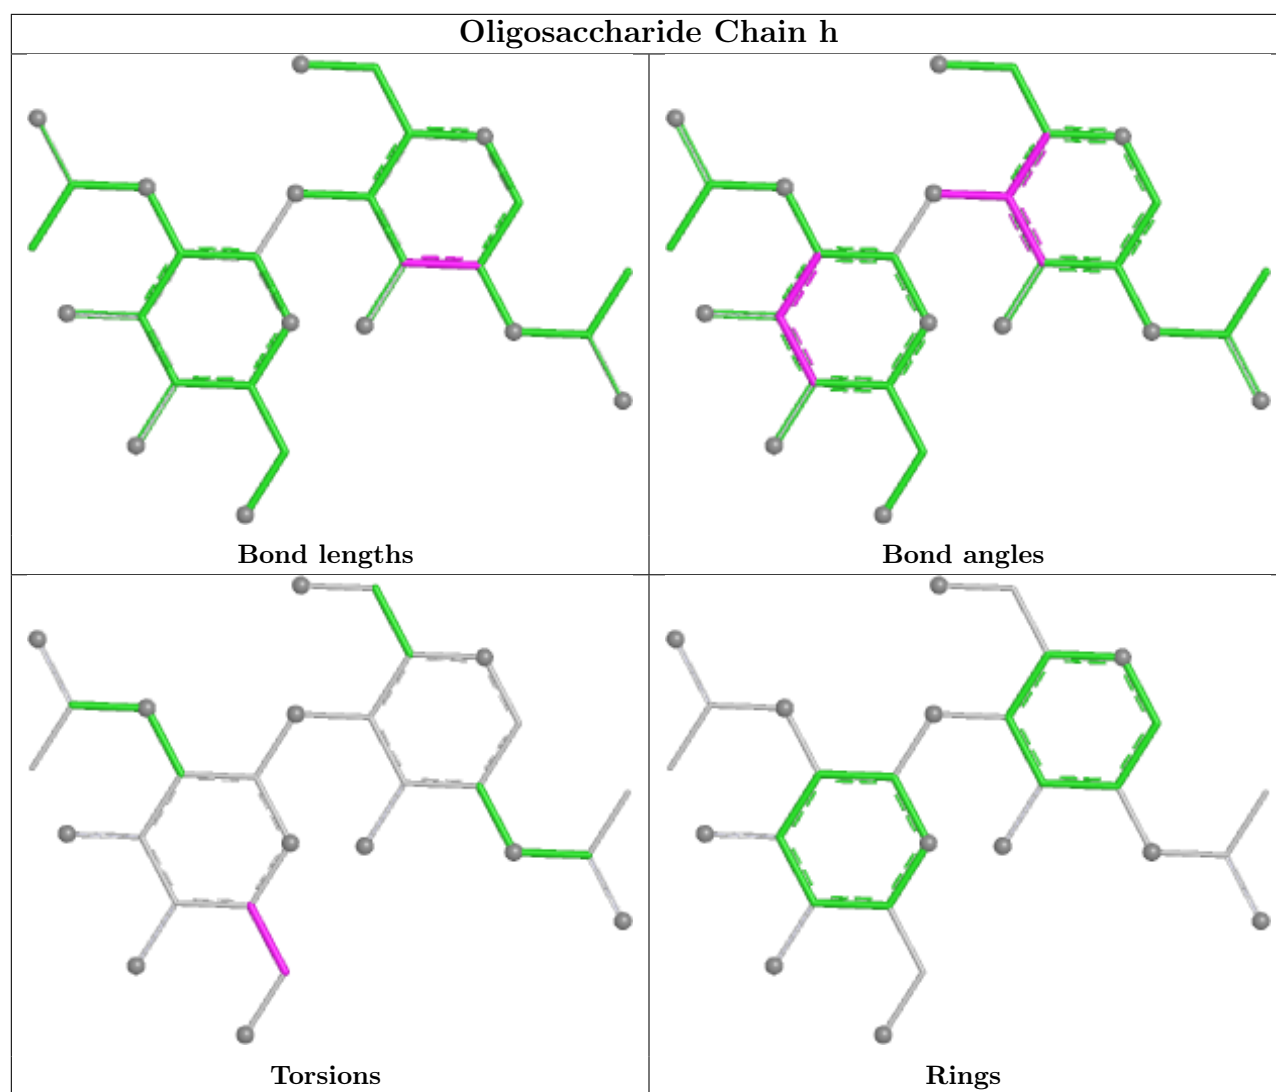 Oligosaccharide Chain h
Bond lengths
Bond angles
Torsions
Rings